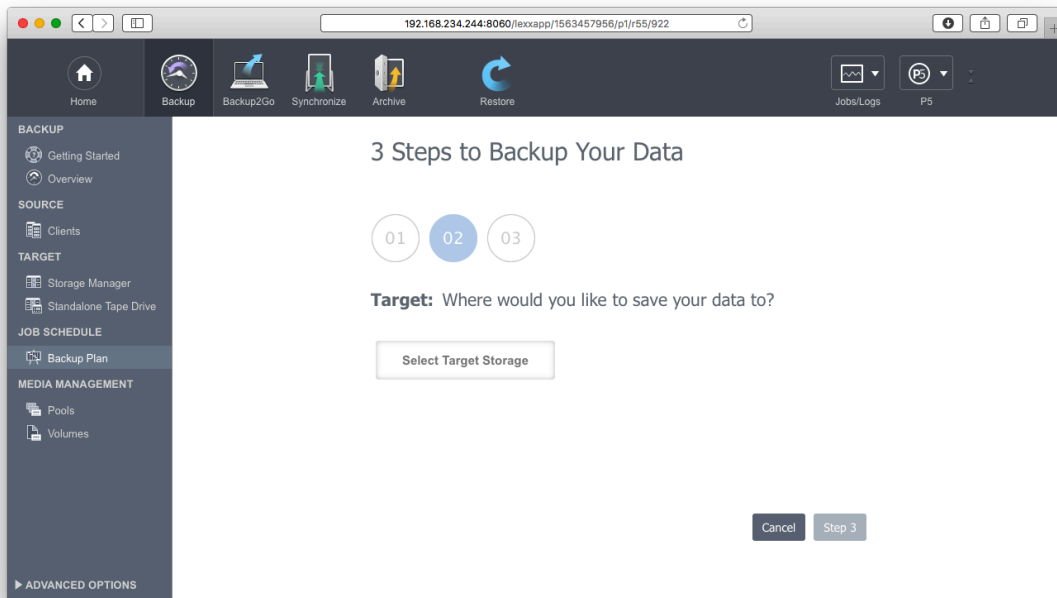 192.168.234.244:8060/lexxapp/1563457956/p1/r55/922
Home
Backup
Backup2Go
Synchronize
Archive
Restore
Jobs/Logs
P5
P5
BACKUP
Getting Started
Overview
SOURCE
Clients
TARGET
Storage Manager
Standalone Tape Drive
JOB SCHEDULE
Backup Plan
MEDIA MANAGEMENT
Pools
Volumes
ADVANCED OPTIONS
3 Steps to Backup Your Data
01 02 03
Target: Where would you like to save your data to?
Select Target Storage
Cancel Step 3